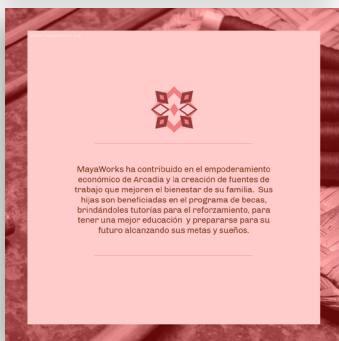 MayaWorks ha contribuido en el empoderamiento
económico de Arcadia y la creación de fuentes de
trabajo que mejoren el bienestar de su familia. Sus
hijas son beneficiadas en el programa de becas,
brindándoles tutorías para el reforzamiento, para
tener una mejor educación y prepararse para su
futuro alcanzando sus metas y sueños.